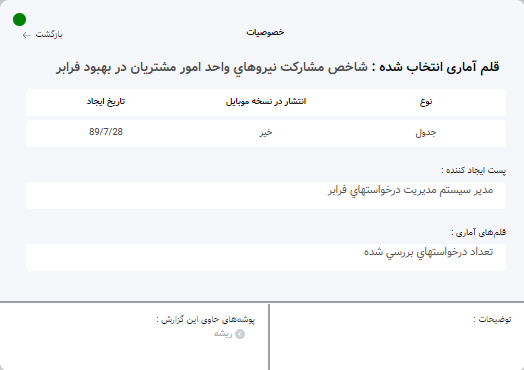 خصوصیات
بازگشت
قلم آماری انتخاب شده : شاخص مشارکت نیروهاي واحد امور مشتریان در بهبود فرابر
نوع انتشار در نسخه موبایل تاریخ ایجاد
جدول خیر 89/7/28
پست ایجاد کننده :
مدیر سیستم مدیریت درخواستهاي فرابر
قلم‌های آماری :
تعداد درخواستهاي بررسي شده
توضیحات :
پوشه‌های حاوی این گزارش :
ریشه